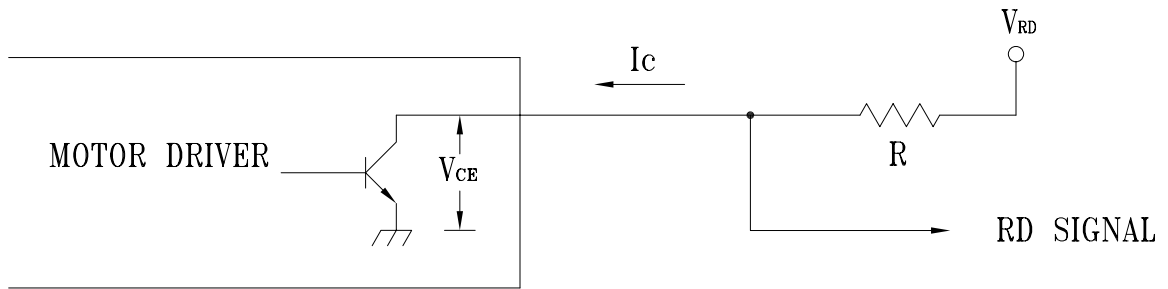 VRD
Ic
MOTOR DRIVER
VCE
R
RD SIGNAL